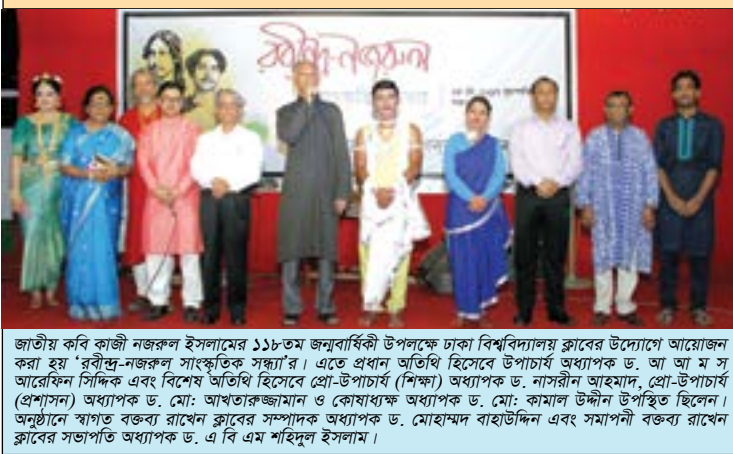 রবীন্দ্র-নজরুল
জাতীয় কবি কাজী নজরুল ইসলামের ১১৮তম জন্মবার্ষিকী উপলক্ষে ঢাকা বিশ্ববিদ্যালয় ক্লাবের উদ্যোগে আয়োজন
করা হয় ‘রবীন্দ্র-নজরুল সাংস্কৃতিক সন্ধ্যা’র। এতে প্রধান অতিথি হিসেবে উপাচার্য অধ্যাপক ড. আ আ ম স
আরেফিন সিদ্দিক এবং বিশেষ অতিথি হিসেবে প্রো-উপাচার্য (শিক্ষা) অধ্যাপক ড. নাসরীন আহমাদ, প্রো-উপাচার্য
(প্রশাসন) অধ্যাপক ড. মো: আখতারুজ্জামান ও কোষাধ্যক্ষ অধ্যাপক ড. মো: কামাল উদ্দীন উপস্থিত ছিলেন।
অনুষ্ঠানে স্বাগত বক্তব্য রাখেন ক্লাবের সম্পাদক অধ্যাপক ড. মোহাম্মদ বাহাউদ্দিন এবং সমাপনী বক্তব্য রাখেন
ক্লাবের সভাপতি অধ্যাপক ড. এ বি এম শহিদুল ইসলাম।